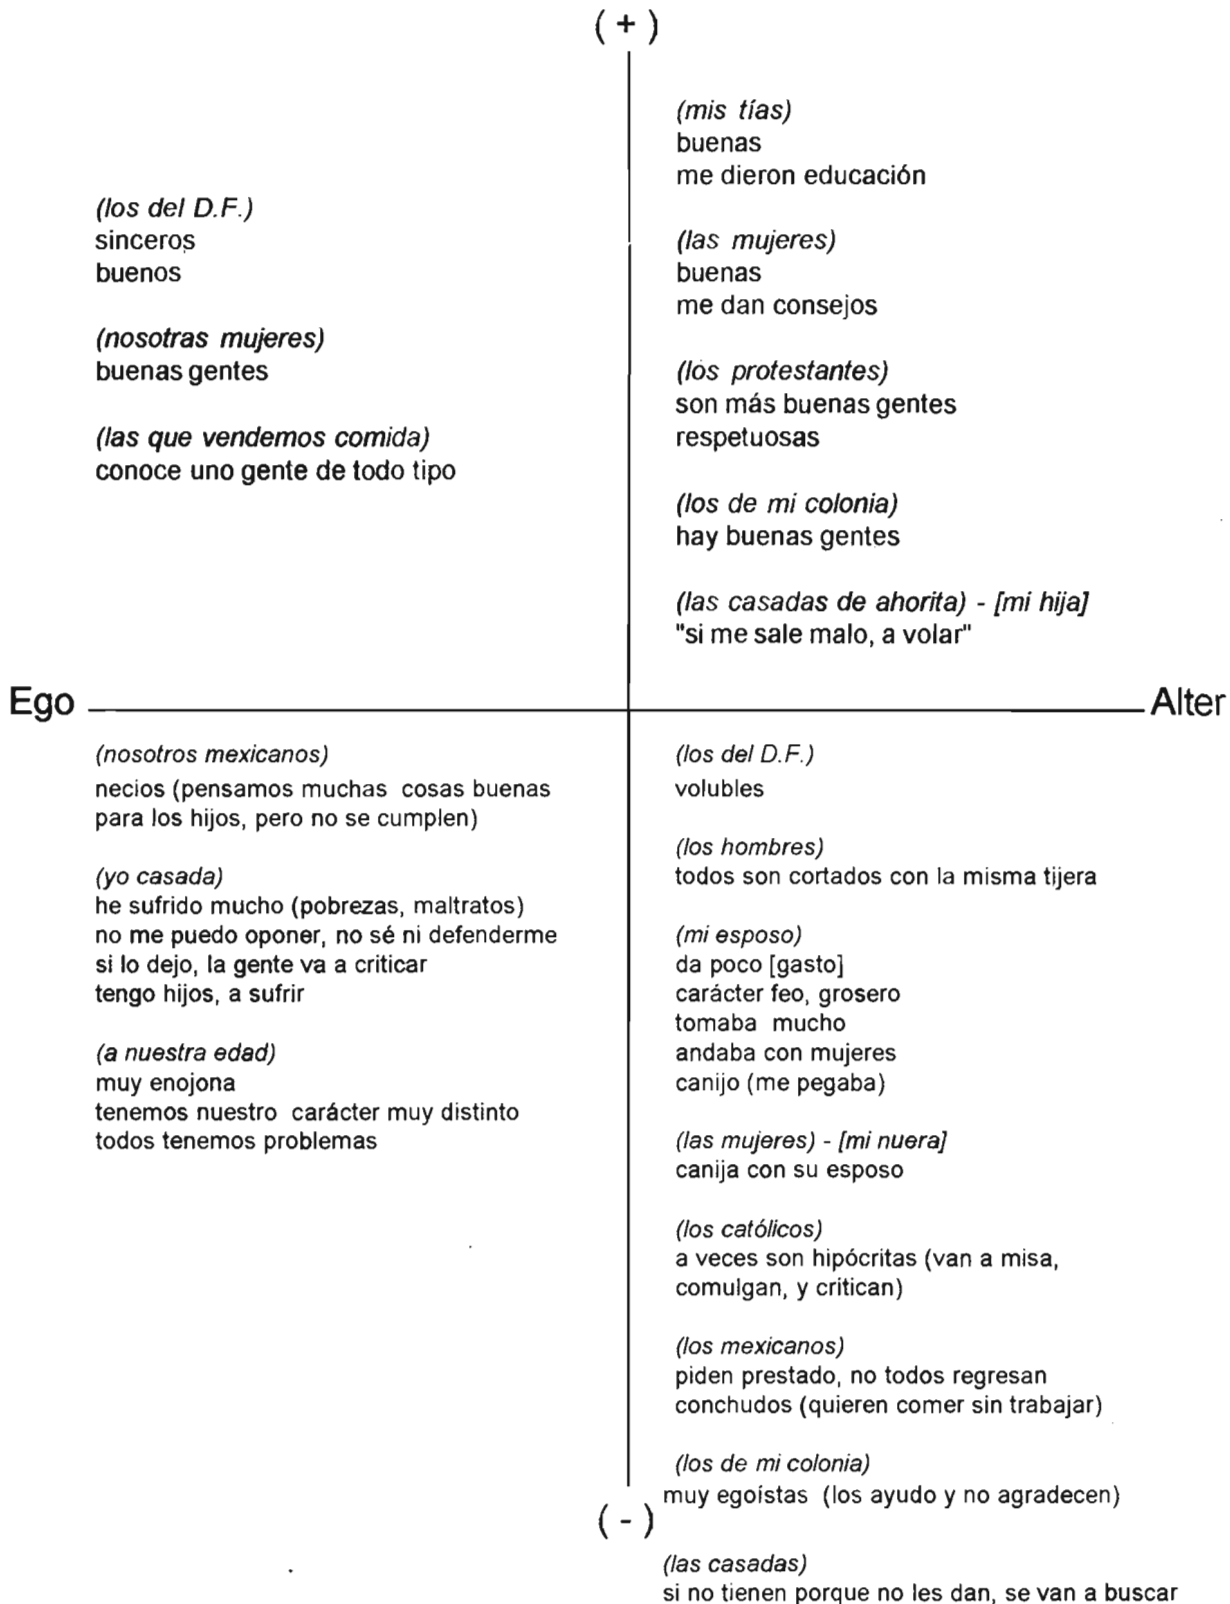 ( + )
(mis tías)
buenas
me dieron educación
(los del D.F.)
sinceros
buenos
(las mujeres)
buenas
me dan consejos
(nosotras mujeres)
buenas gentes
(los protestantes)
son más buenas gentes
respetuosas
(las que vendemos comida)
conoce uno gente de todo tipo
(los de mi colonia)
hay buenas gentes
(las casadas de ahorita) - [mi hija]
"si me sale malo, a volar"
Ego
Alter
(nosotros mexicanos)
necios (pensamos muchas cosas buenas
para los hijos, pero no se cumplen)
(yo casada)
he sufrido mucho (pobrezas, maltratos)
no me puedo oponer, no sé ni defenderme
si lo dejo, la gente va a criticar
tengo hijos, a sufrir
(a nuestra edad)
muy enojona
tenemos nuestro carácter muy distinto
todos tenemos problemas
(los del D.F.)
volubles
(los hombres)
todos son cortados con la misma tijera
(mi esposo)
da poco [gasto]
carácter feo, grosero
tomaba mucho
andaba con mujeres
canijo (me pegaba)
(las mujeres) - [mi nuera]
canija con su esposo
(los católicos)
a veces son hipócritas (van a misa,
comulgan, y critican)
(los mexicanos)
piden prestado, no todos regresan
conchudos (quieren comer sin trabajar)
(los de mi colonia)
muy egoístas (los ayudo y no agradecen)
( - )
(las casadas)
si no tienen porque no les dan, se van a buscar